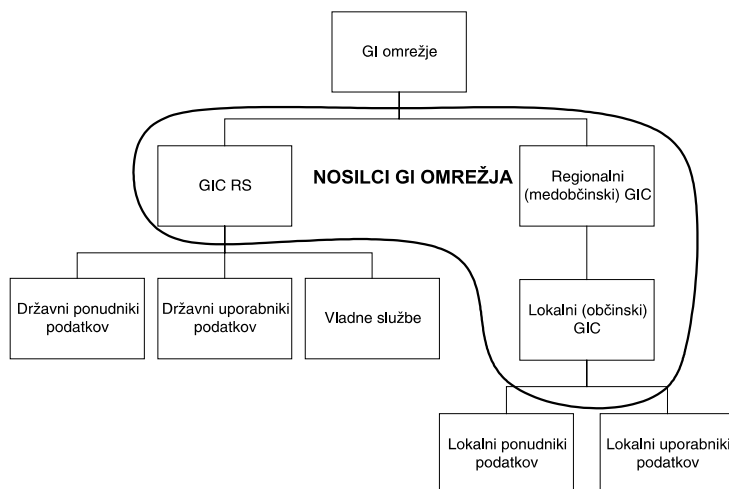 GI omrežje
GIC RS
NOSILCI GI OMREŽJA
Regionalni
(medobčinski) GIC
Državni ponudniki
podatkov
Državni uporabniki
podatkov
Vladne službe
Lokalni (občinski)
GIC
Lokalni ponudniki
podatkov
Lokalni uporabniki
podatkov